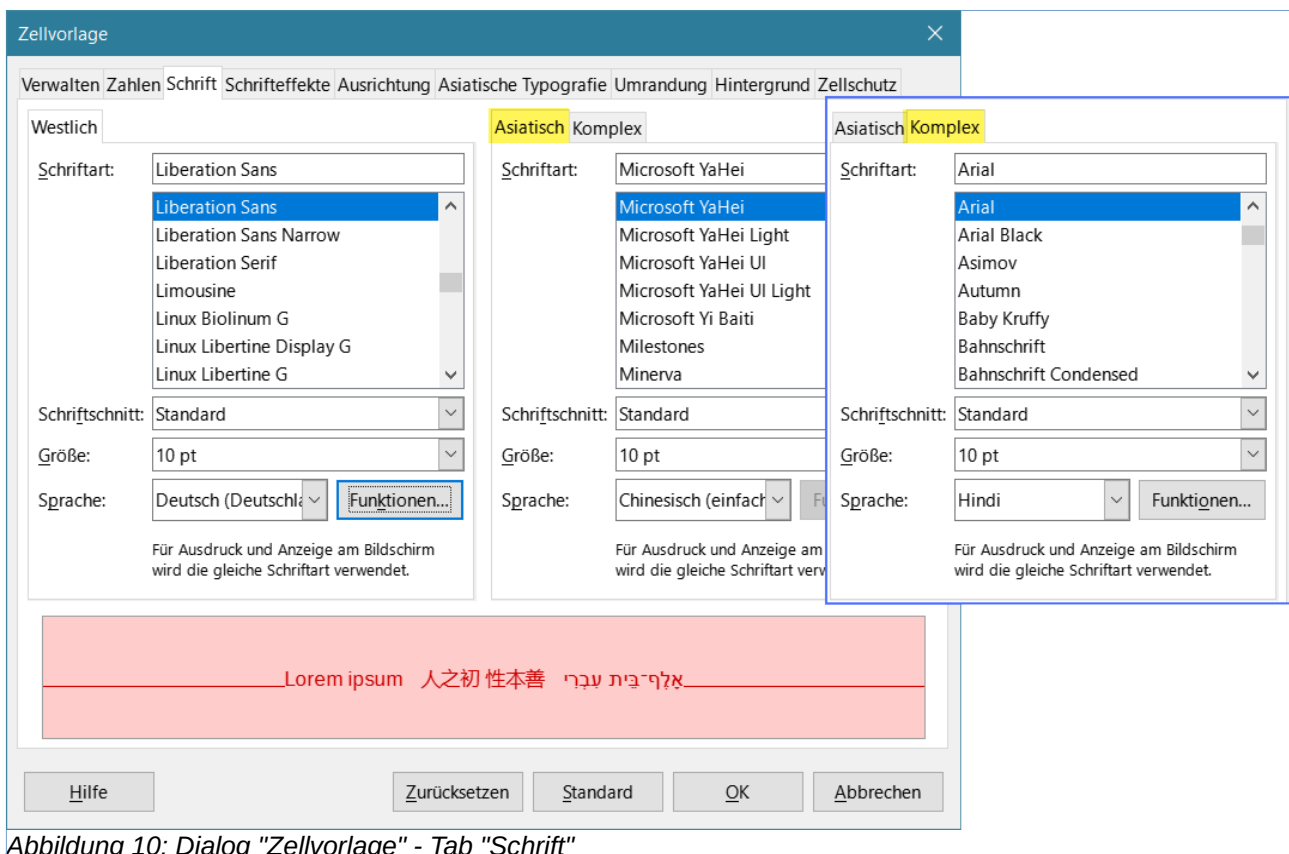 Zellvorlage
Verwalten Zahlen Schrift Schrifteffekte Ausrichtung Asiatische Typografie Umrandung Hintergrund Zellschutz
Westlich
Schriftart: Liberation Sans
Liberation Sans
Liberation Sans Narrow
Liberation Serif
Limousine
Linux Biolinum G
Linux Libertine Display G
Linux Libertine G
Schriftschnitt: Standard
Größe: 10 pt
Sprache: Deutsch (Deutschla Funktionen...
Für Ausdruck und Anzeige am Bildschirm
wird die gleiche Schriftart verwendet.
Asiatisch Komplex
Schriftart: Microsoft YaHei
Microsoft YaHei
Microsoft YaHei Light
Microsoft YaHei UI
Microsoft YaHei UI Light
Microsoft Yi Baiti
Milestones
Minerva
Schriftschnitt: Standard
Größe: 10 pt
Sprache: Chinesisch (einfach
Für Ausdruck und Anzeige am
wird die gleiche Schriftart verw
Asiatisch Komplex
Schriftart: Arial
Arial
Arial Black
Asimov
Autumn
Baby Kruffy
Bahnschrift
Bahnschrift Condensed
Schriftschnitt: Standard
Größe: 10 pt
Sprache: Hindi Funktionen...
Für Ausdruck und Anzeige am Bildschirm
wird die gleiche Schriftart verwendet.
Lorem ipsum 人之初 性本善 אָלֶף־בֵּית עִבְרִי
Hilfe Zurücksetzen Standard OK Abbrechen
Abbildung 10: Dialog "Zellvorlage" - Tab "Schrift"